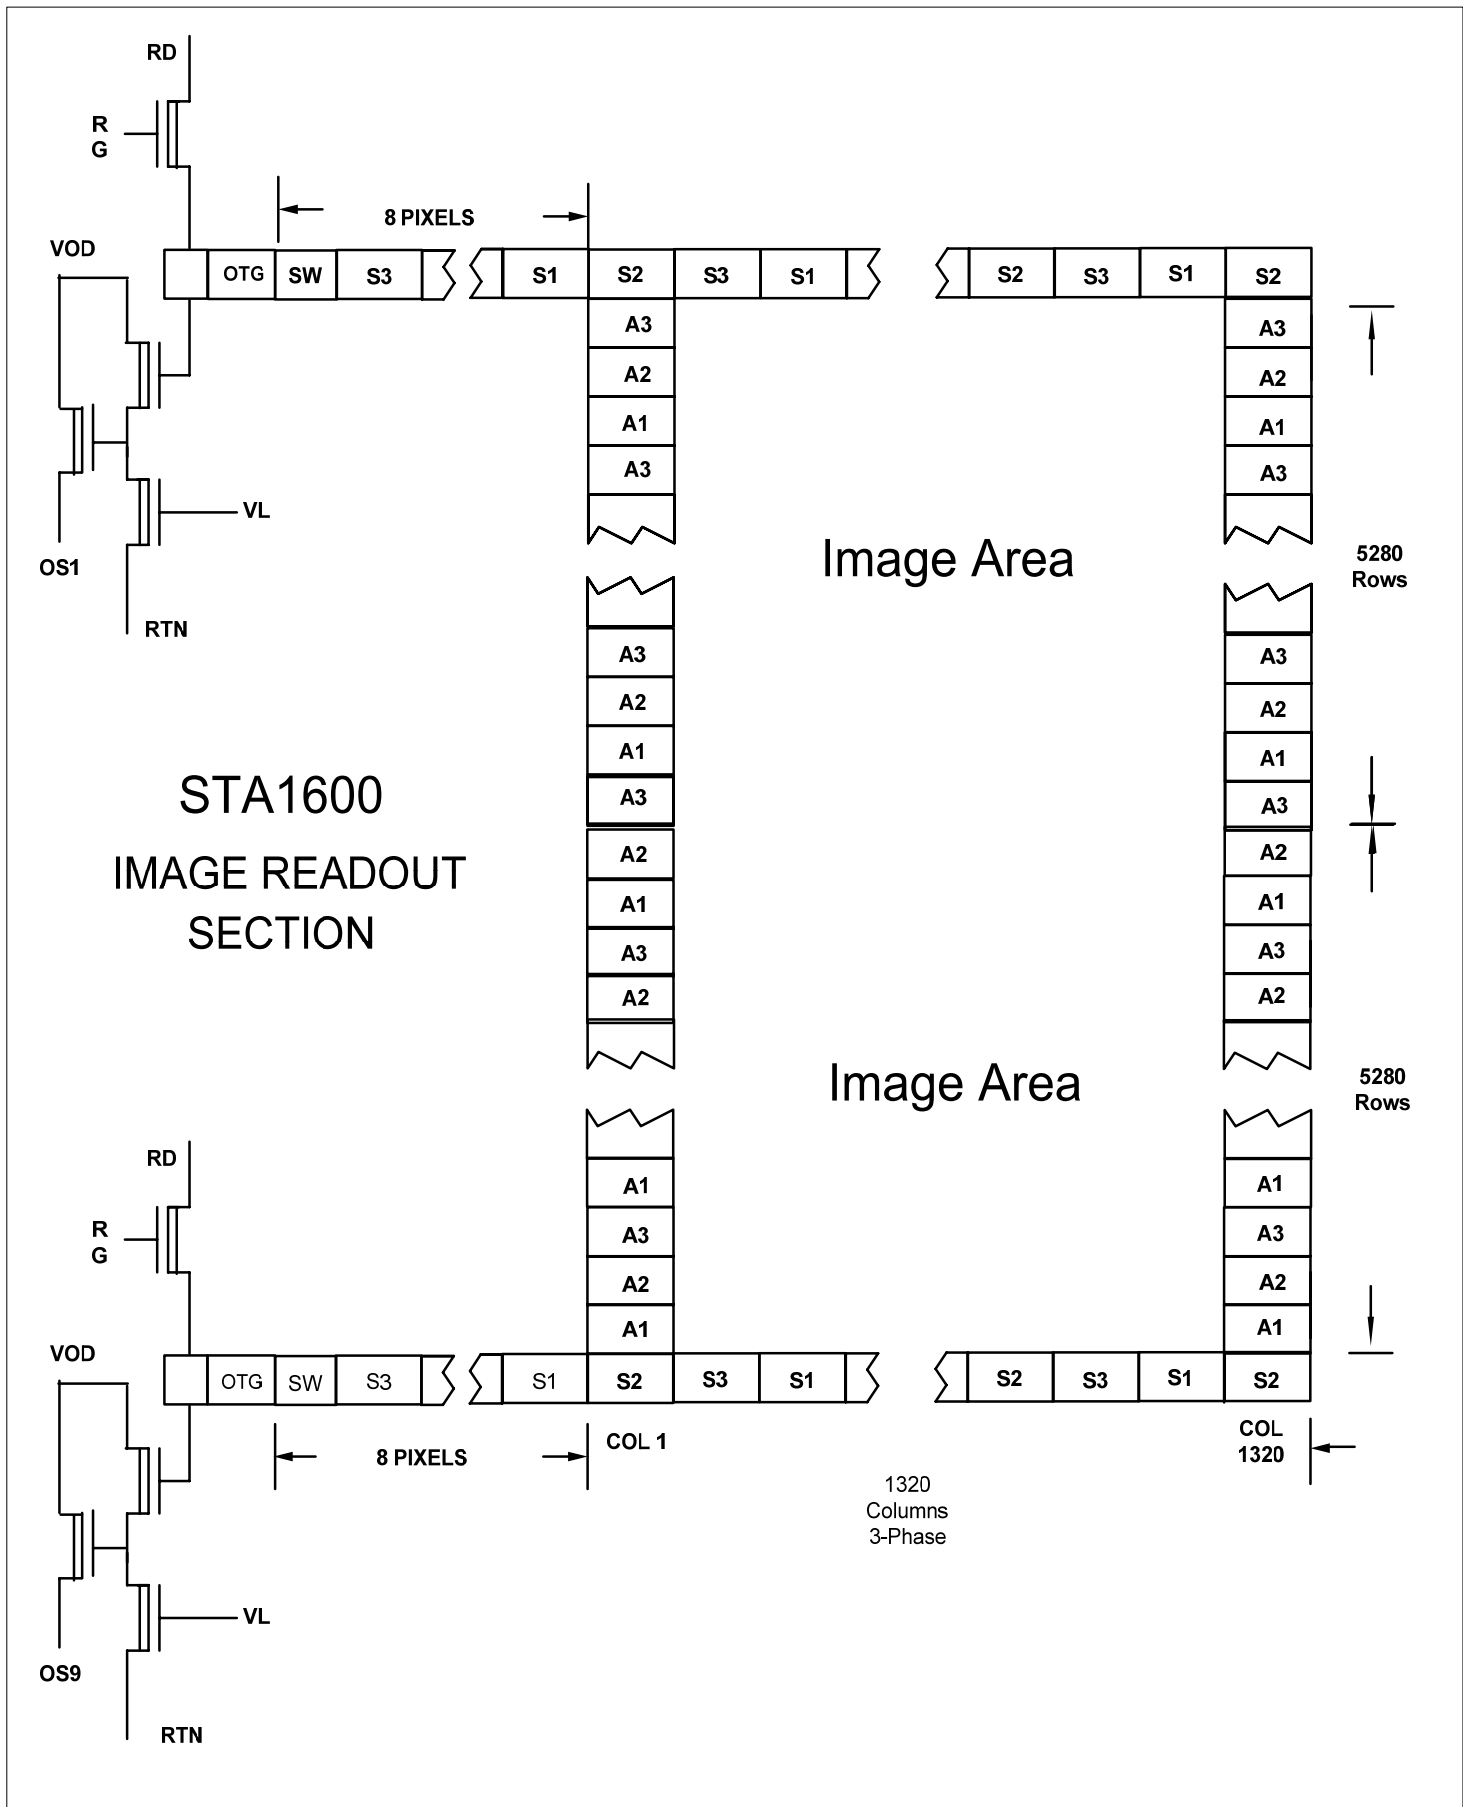 RD
R
G
8 PIXELS
VOD
OTG SW S3 S1 S2 S3 S1 S2 S3 S1 S2
A3 A3
A2 A2
A1 A1
A3 A3
VL
OS1
RTN
Image Area
5280
Rows
A3 A3
A2 A2
A1 A1
A3 A3
STA1600
IMAGE READOUT
SECTION
A2 A2
A1 A1
A3 A3
A2 A2
Image Area
5280
Rows
RD
R
G
A1 A1
A3 A3
A2 A2
A1 A1
VOD
OTG SW S3 S1 S2 S3 S1 S2 S3 S1 S2
8 PIXELS
COL 1
COL
1320
1320
Columns
3-Phase
VL
OS9
RTN